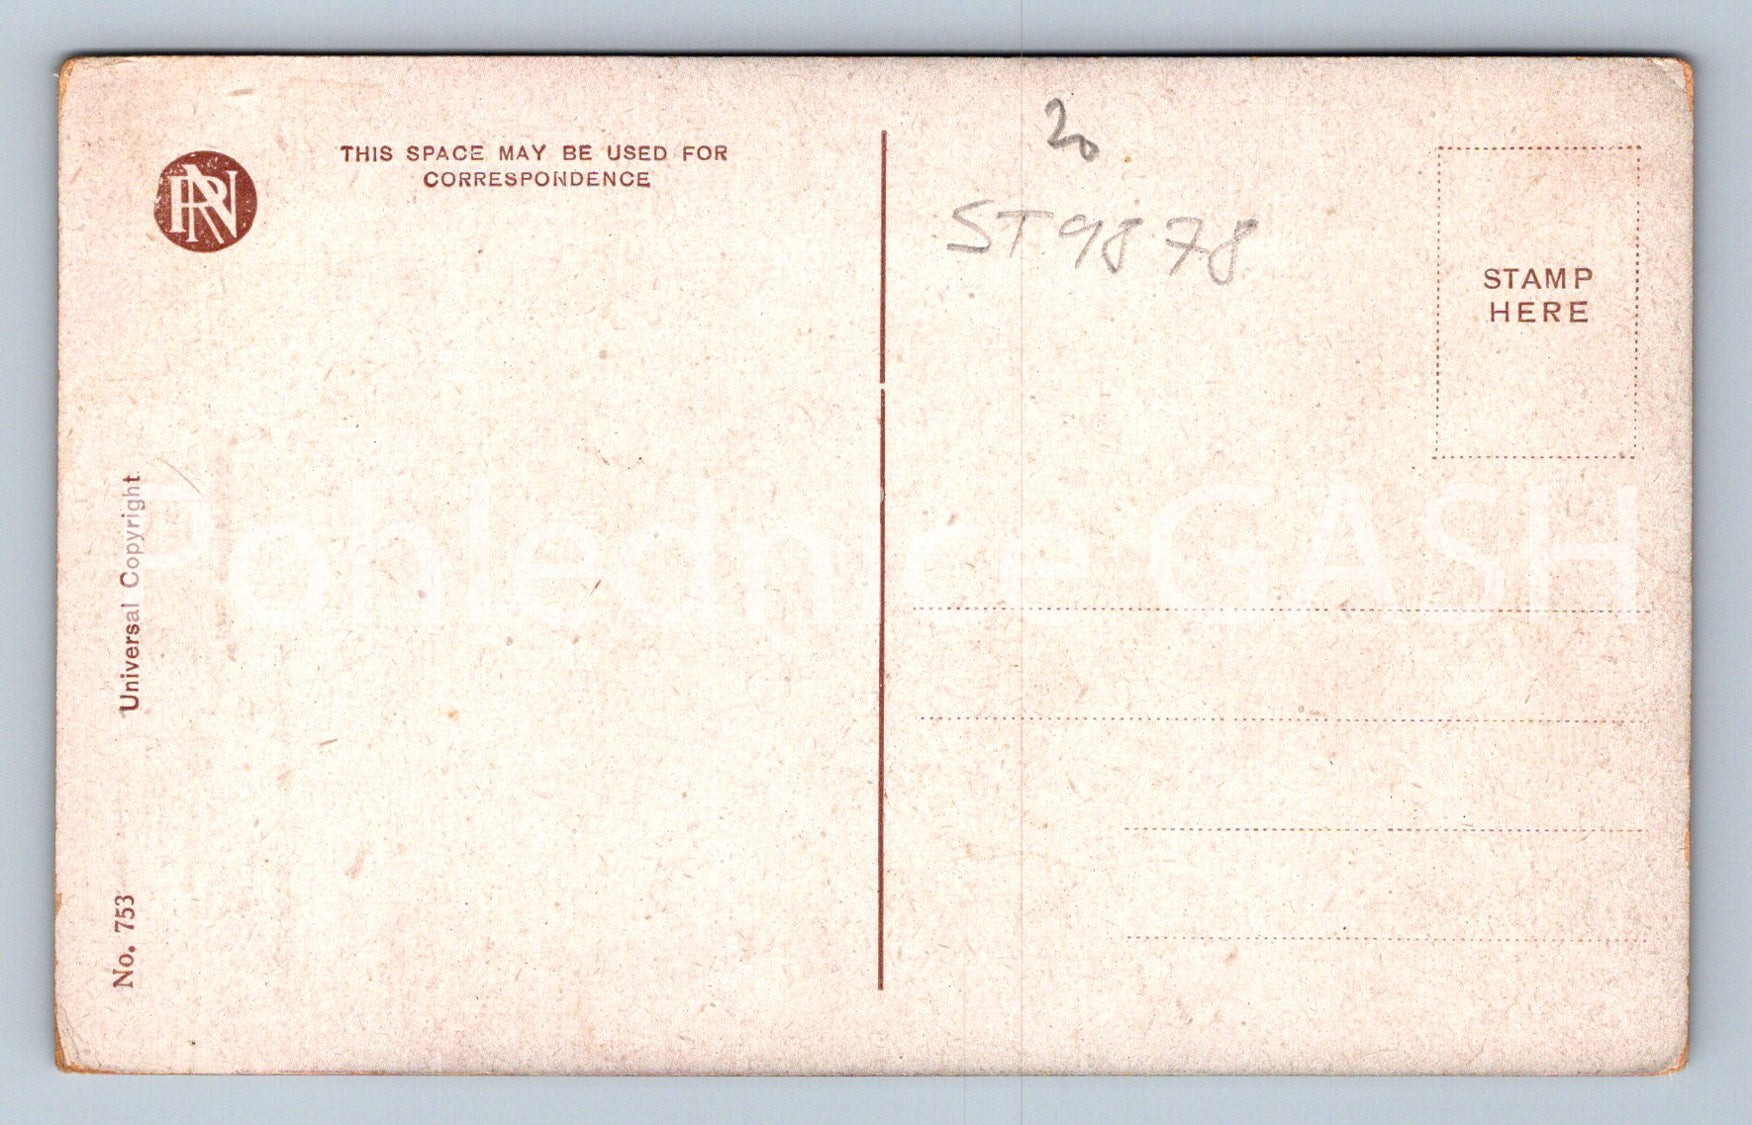 RN
THIS SPACE MAY BE USED FOR
CORRESPONDENCE
20
ST9878
STAMP
HERE
Universal Copyright
No. 753
Pohlednice GASH